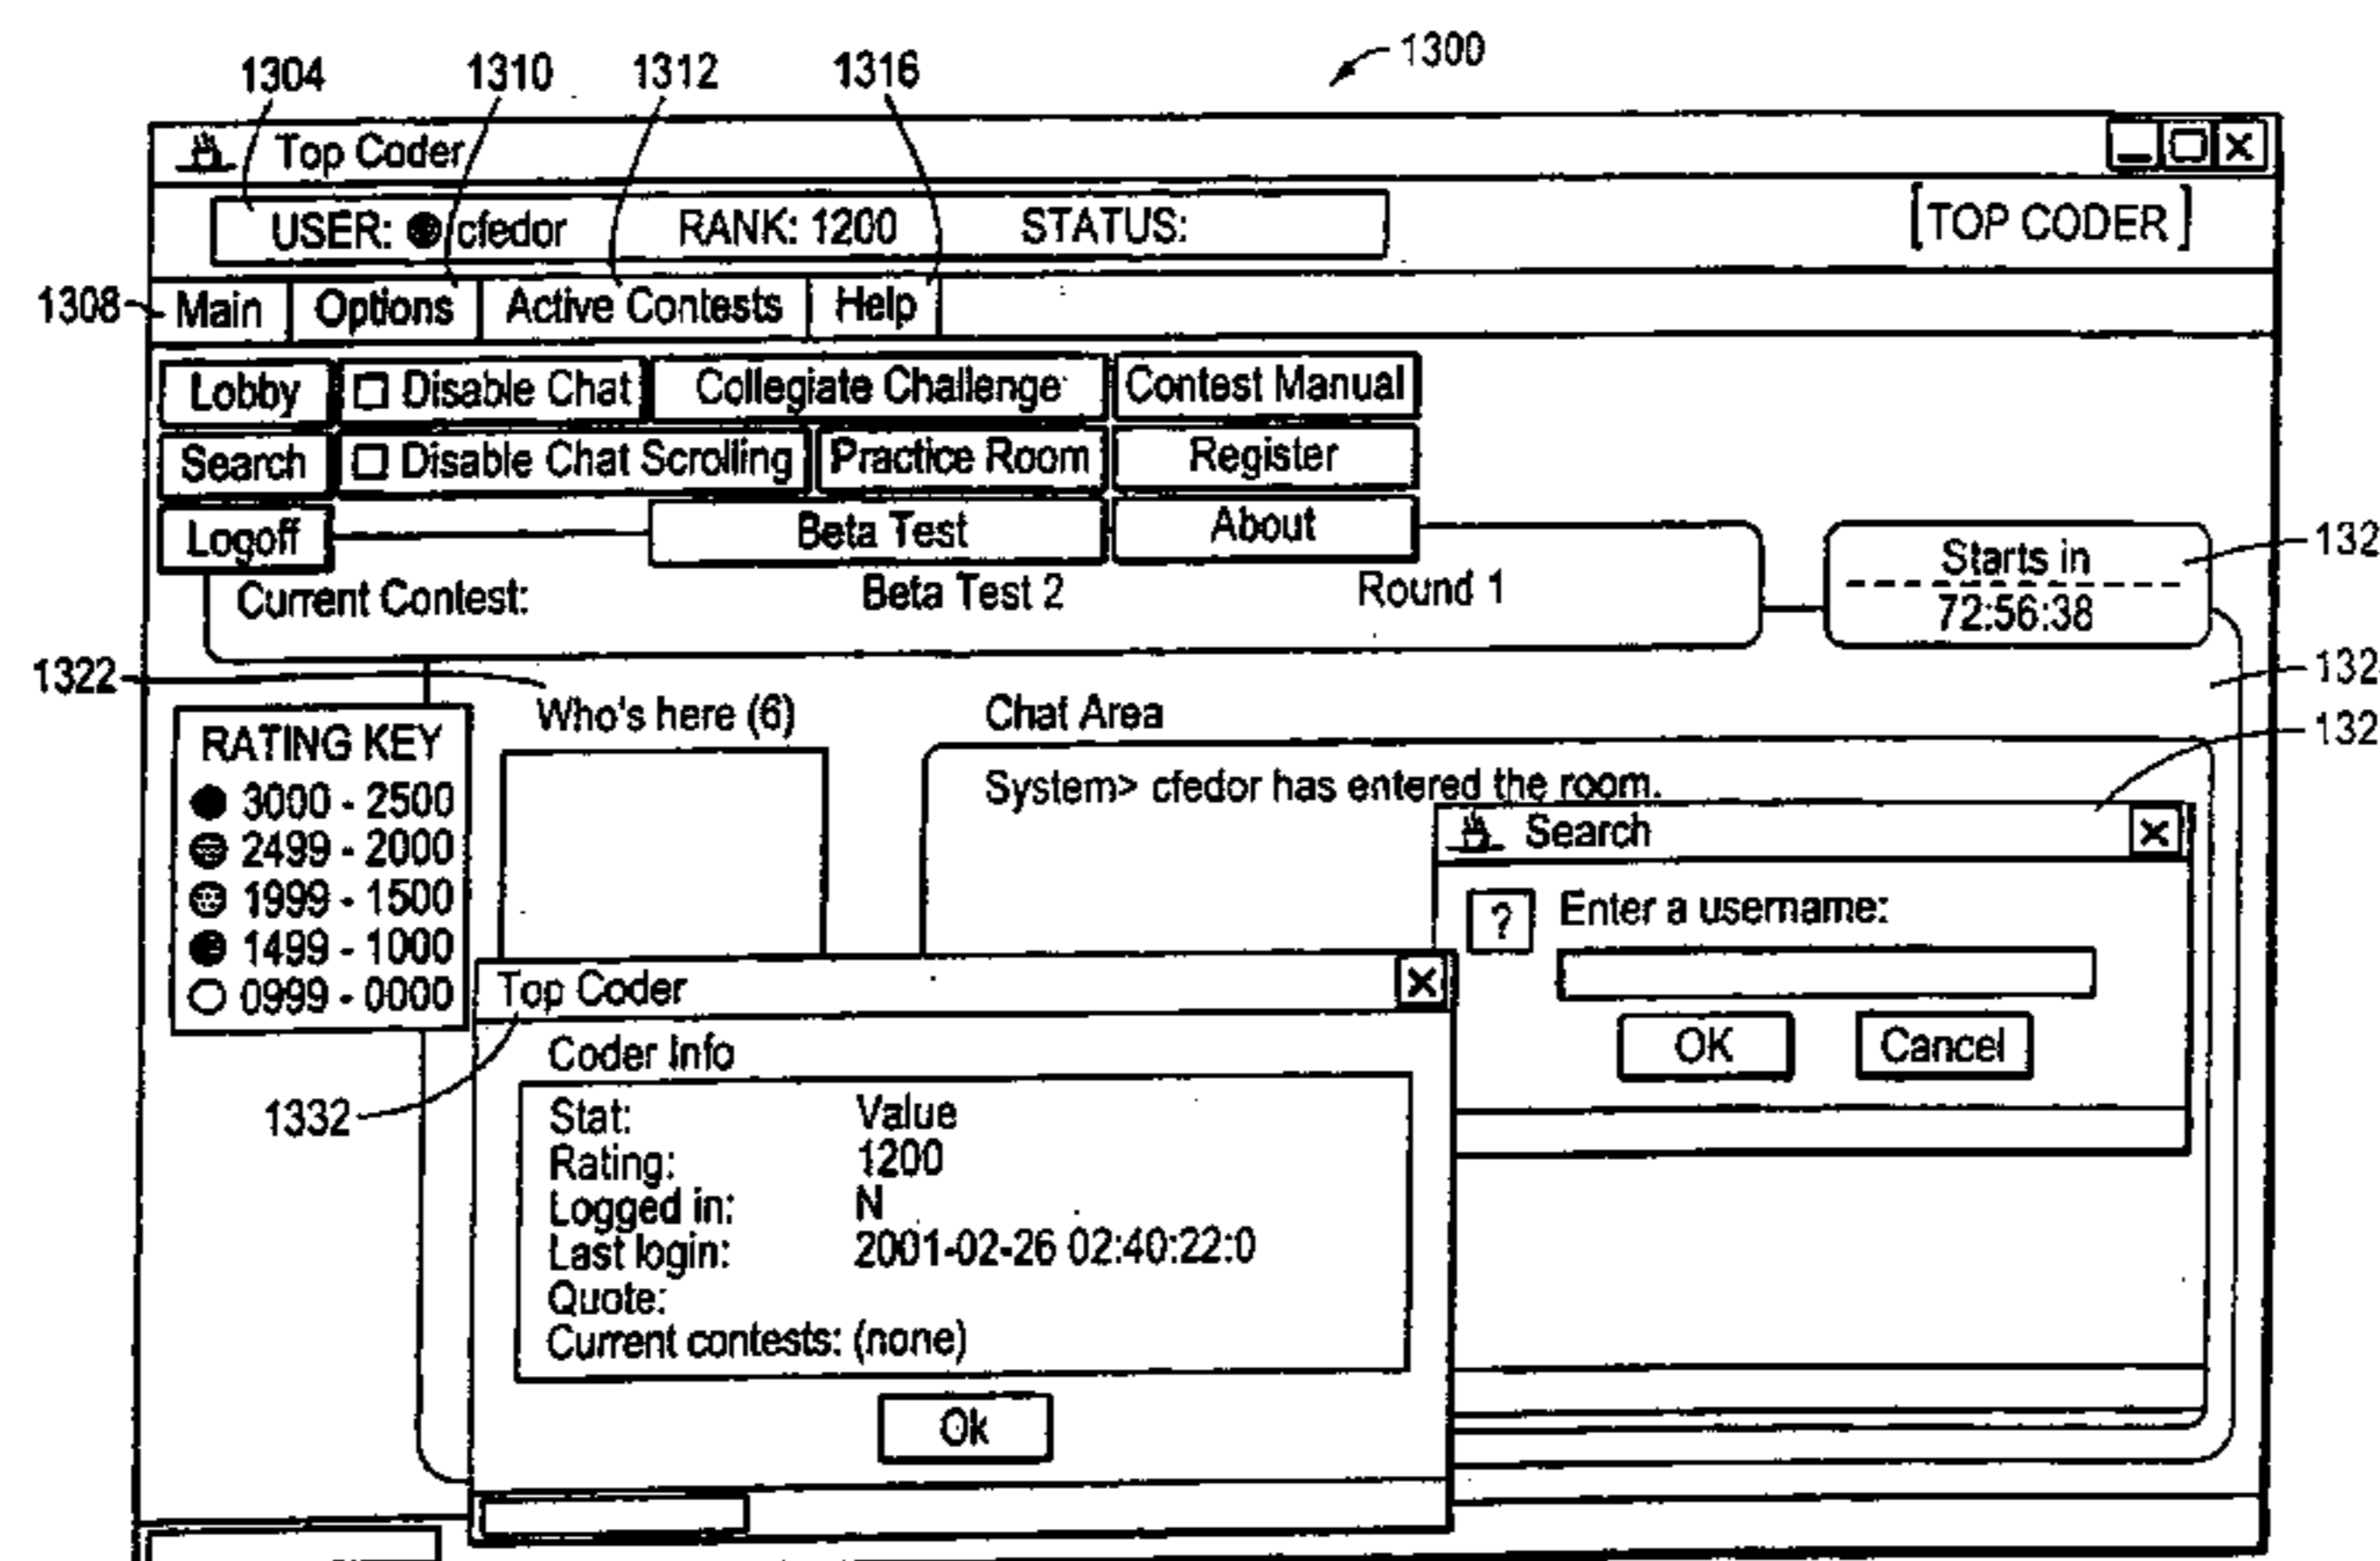 1300
1304 1310 1312 1316
Top Coder
USER: cfedor RANK: 1200 STATUS: [TOP CODER]
1308 Main Options Active Contests Help
Lobby Disable Chat Collegiate Challenge Contest Manual
Search Disable Chat Scrolling Practice Room Register
Logoff Beta Test About
Starts in 132
Current Contest: Beta Test 2 Round 1 72:56:38
1322 132
Who's here (6) Chat Area 132
RATING KEY
3000 - 2500
2499 - 2000
1999 - 1500
1499 - 1000
0999 - 0000
System> cfedor has entered the room.
Search
? Enter a username:
OK Cancel
Top Coder
Coder Info
1332
Stat: Value
Rating: 1200
Logged in: N
Last login: 2001-02-26 02:40:22:0
Quote:
Current contests: (none)
Ok